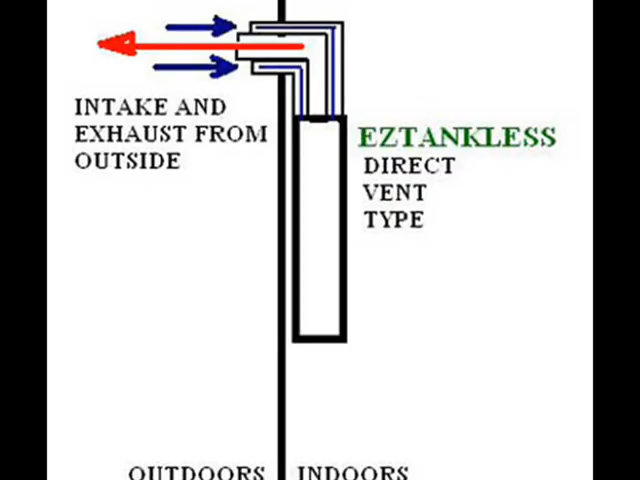 INTAKE AND
EXHAUST FROM
OUTSIDE
EZTANKLESS
DIRECT
VENT
TYPE
OUTDOORS
INDOORS